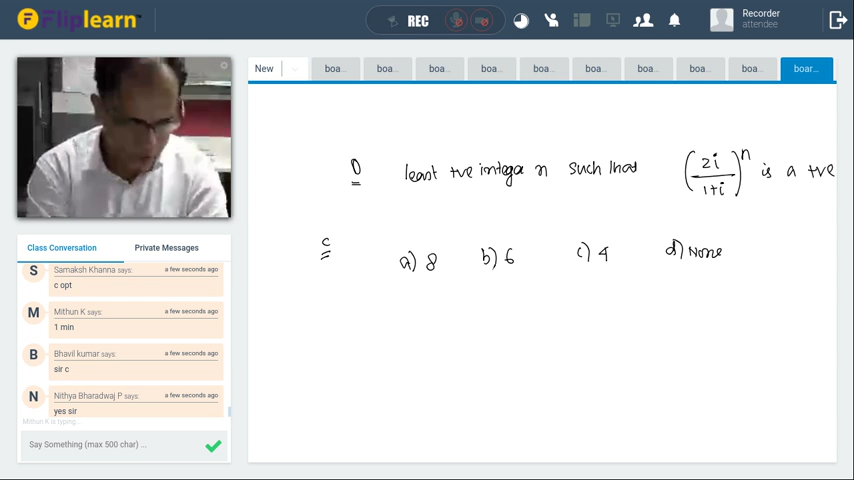 Fliplearn
REC
Recorder
attendee
New
boa...
boa...
boa...
boa...
boa...
boa...
boa...
boa...
boa...
boar...
least +ve intega n such that (2i/1+i)^n is a +ve
c
a) 8 b) 6 c) 4 d) None
Class Conversation
Private Messages
S
Samaksh Khanna says:
a few seconds ago
c opt
M
Mithun K says:
a few seconds ago
1 min
B
Bhavil kumar says:
a few seconds ago
sir c
N
Nithya Bharadwaj P says:
a few seconds ago
yes sir
Mithun K is typing...
Say Something (max 500 char) ...